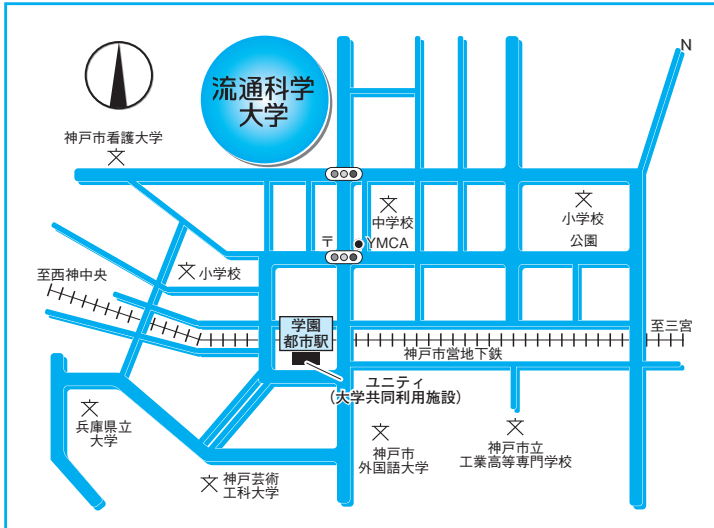 N
流通科学
大学
神戸市看護大学
中学校
小学校
公園
〒
YMCA
小学校
至西神中央
学園
都市駅
至三宮
神戸市営地下鉄
ユニティ
(大学共同利用施設)
兵庫県立
大学
神戸市
外国語大学
神戸市立
工業高等専門学校
神戸芸術
工科大学